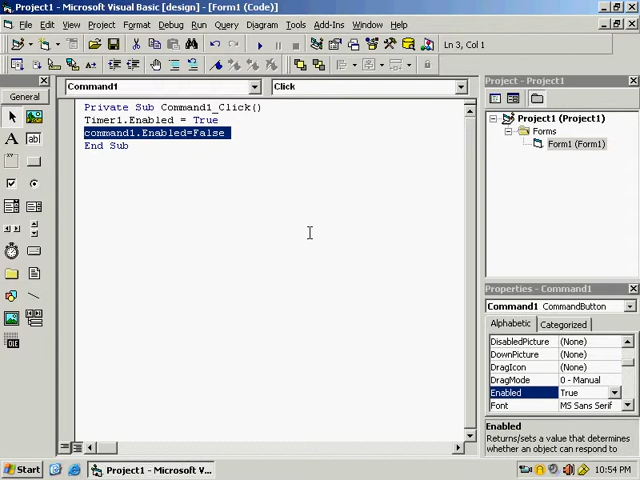 Project1 - Microsoft Visual Basic [design] - [Form1 (Code)]
File Edit View Project Format Debug Run Query Diagram Tools Add-Ins Window Help
Ln 3, Col 1
Command1 Click
General
Private Sub Command1_Click()
Timer1.Enabled = True
command1.Enabled=False
End Sub
Project - Project1
Project1 (Project1)
Forms
Form1 (Form1)
Properties - Command1
Command1 CommandButton
Alphabetic Categorized
DisabledPicture (None)
DownPicture (None)
DragIcon (None)
DragMode 0 - Manual
Enabled True
Font MS Sans Serif
Enabled
Returns/sets a value that determines
whether an object can respond to
Start Project1 - Microsoft V... 10:54 PM